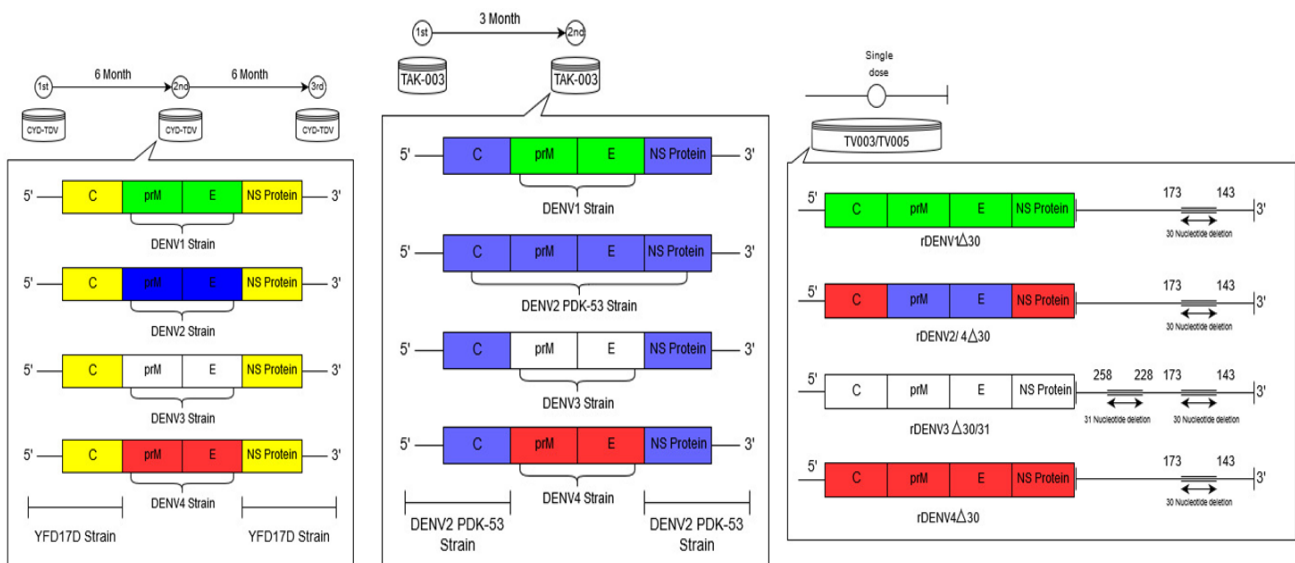 6 Month
6 Month
1st
2nd
3rd
CYD-TDV
CYD-TDV
CYD-TDV
5'
C
prM
E
NS Protein
3'
DENV1 Strain
5'
C
prM
E
NS Protein
3'
DENV2 Strain
5'
C
prM
E
NS Protein
3'
DENV3 Strain
5'
C
prM
E
NS Protein
3'
DENV4 Strain
YFD17D Strain
YFD17D Strain
3 Month
1st
2nd
TAK-003
TAK-003
5'
C
prM
E
NS Protein
3'
DENV1 Strain
5'
C
prM
E
NS Protein
3'
DENV2 PDK-53 Strain
5'
C
prM
E
NS Protein
3'
DENV3 Strain
5'
C
prM
E
NS Protein
3'
DENV4 Strain
DENV2 PDK-53
Strain
DENV2 PDK-53
Strain
Single
dose
TV003/TV005
5'
C
prM
E
NS Protein
173
143
3'
30 Nucleotide deletion
rDENV1△30
5'
C
prM
E
NS Protein
173
143
3'
30 Nucleotide deletion
rDENV2/ 4△30
5'
C
prM
E
NS Protein
258
228
173
143
3'
31 Nucleotide deletion
30 Nucleotide deletion
rDENV3 △30/31
5'
C
prM
E
NS Protein
173
143
3'
30 Nucleotide deletion
rDENV4△30